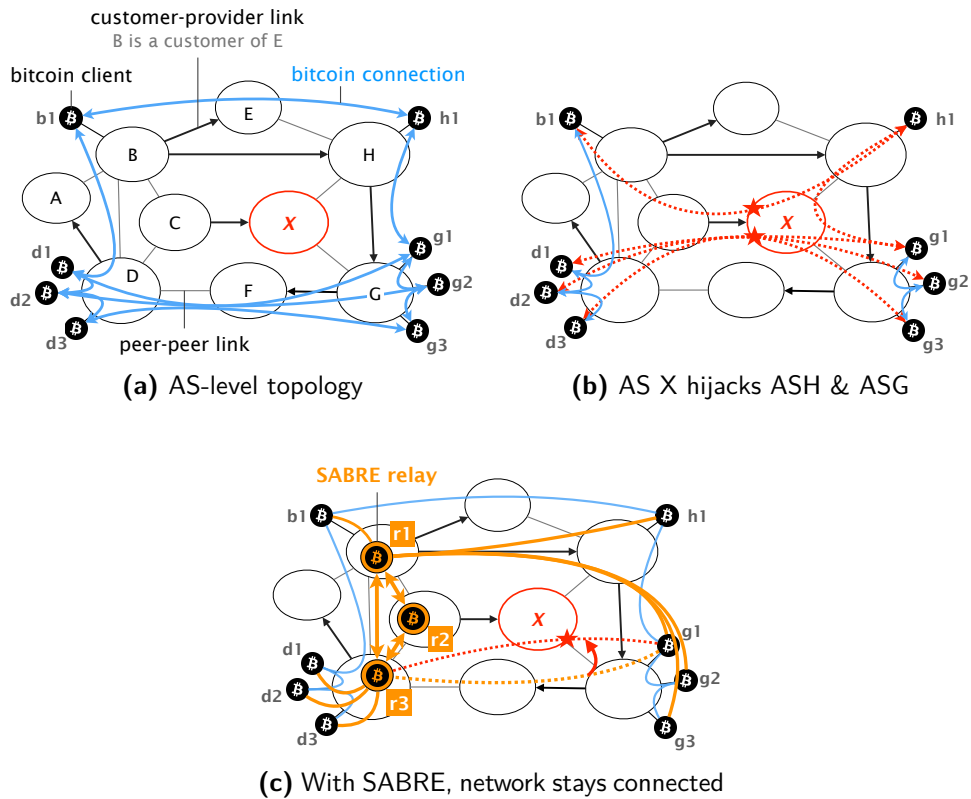 customer-provider link
B is a customer of E
bitcoin client
bitcoin connection
b1
h1
E
B
H
A
C
X
g1
d1
D
g2
d2
F
G
d3
g3
peer-peer link
(a) AS-level topology
b1
h1
X
g1
d1
g2
d2
d3
g3
(b) AS X hijacks ASH & ASG
SABRE relay
b1
h1
r1
X
r2
g1
d1
g2
d2
r3
d3
g3
(c) With SABRE, network stays connected